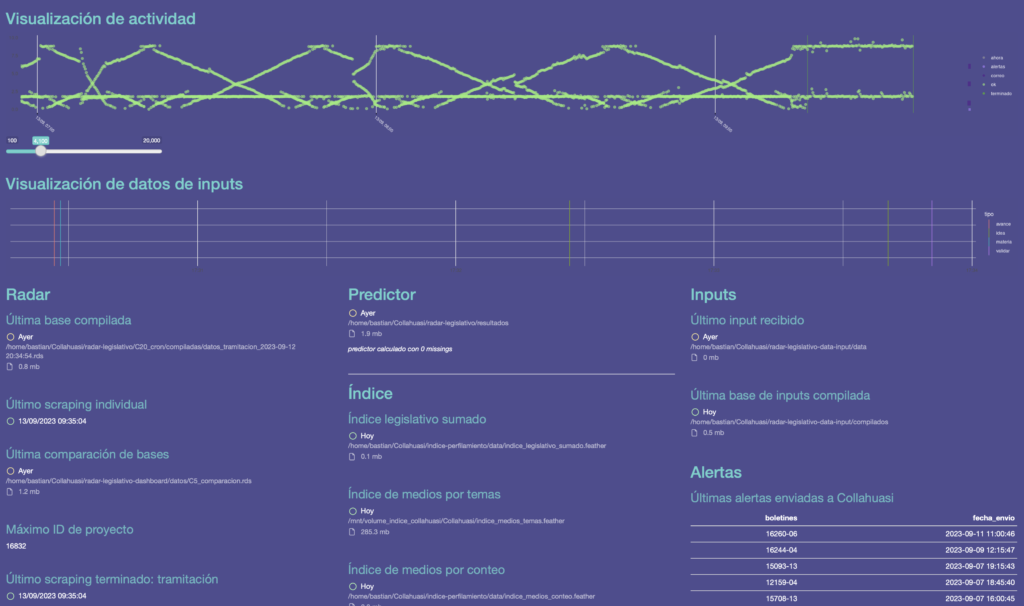 Visualización de actividad
ahora
alertas
correo
ok
terminado
100
20,000
Visualización de datos de inputs
tipo
avance
idea
materia
validar
Radar
Última base compilada
Ayer
/home/bastian/Collahuasi/radar-legislativo/C20_cron/compiladas/datos_tramitacion_2023-09-12
20:34:54.rds
0.8 mb
Último scraping individual
13/09/2023 09:35:04
Última comparación de bases
Ayer
/home/bastian/Collahuasi/radar-legislativo-dashboard/datos/C5_comparacion.rds
1.2 mb
Máximo ID de proyecto
16832
Último scraping terminado: tramitación
13/09/2023 09:35:04
Predictor
Ayer
/home/bastian/Collahuasi/radar-legislativo/resultados
1.9 mb
predictor calculado con 0 missings
Índice
Índice legislativo sumado
Hoy
/home/bastian/Collahuasi/indice-perfilamiento/data/indice_legislativo_sumado.feather
0.1 mb
Índice de medios por temas
Hoy
/mnt/volume_indice_collahuasi/Collahuasi/indice_medios_temas.feather
285.3 mb
Índice de medios por conteo
Hoy
/home/bastian/Collahuasi/indice-perfilamiento/data/indice_medios_conteo.feather
Inputs
Último input recibido
Ayer
/home/bastian/Collahuasi/radar-legislativo-data-input/data
0 mb
Última base de inputs compilada
Hoy
/home/bastian/Collahuasi/radar-legislativo-data-input/compilados
0.5 mb
Alertas
Últimas alertas enviadas a Collahuasi
boletines fecha_envio
16260-06 2023-09-11 11:00:46
16244-04 2023-09-09 12:15:47
15093-13 2023-09-07 19:15:43
12159-04 2023-09-07 18:45:40
15708-13 2023-09-07 16:00:45